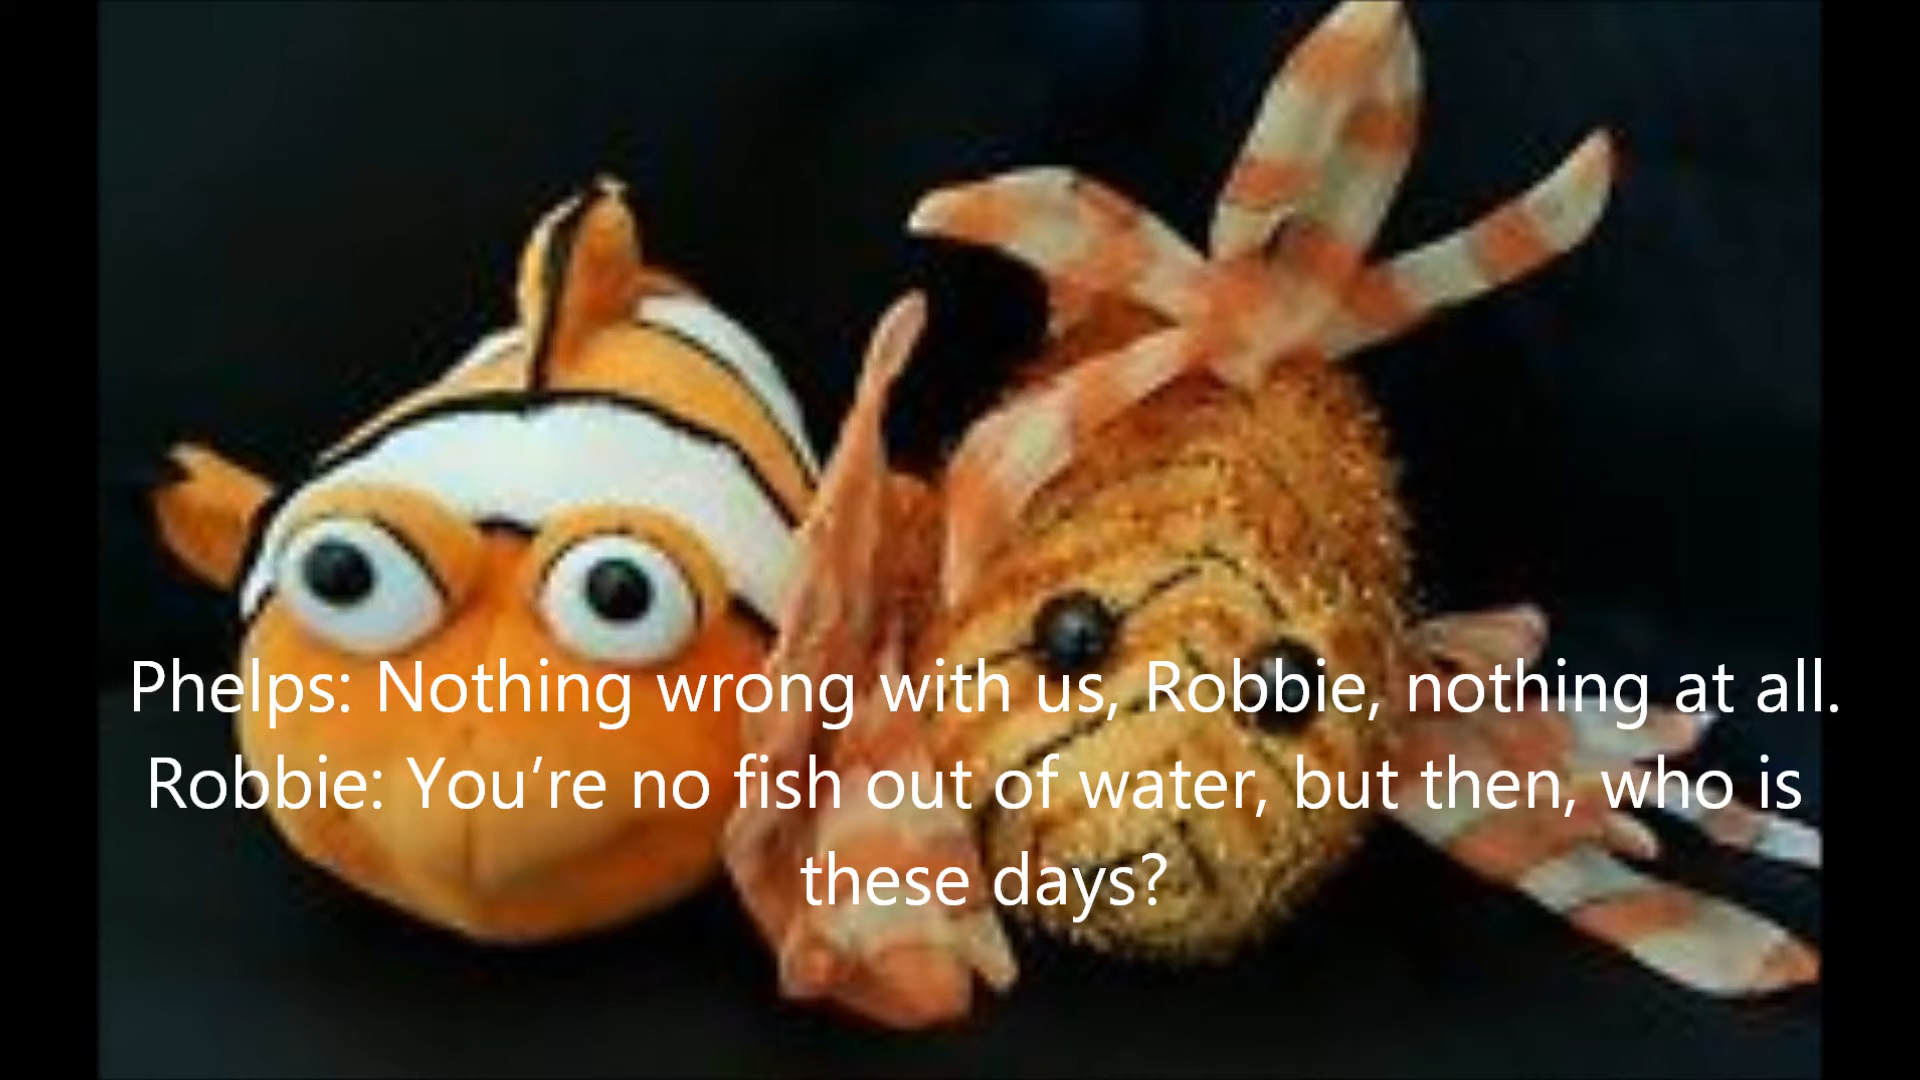 Phelps: Nothing wrong with us, Robbie, nothing at all.
Robbie: You’re no fish out of water, but then, who is
these days?